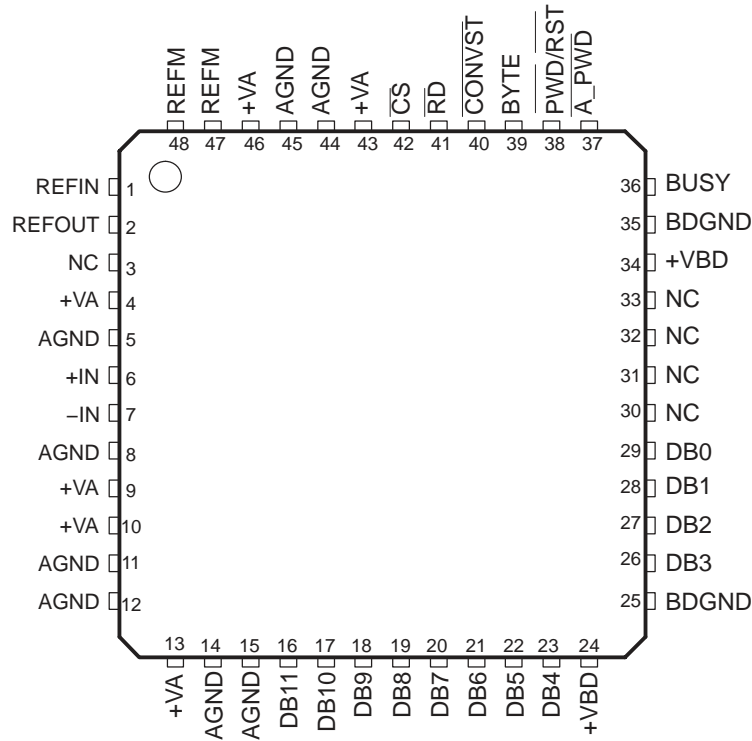 REFM
REFM
+VA
AGND
AGND
+VA
CS
RD
CONVST
BYTE
PWD/RST
A_PWD
48 47 46 45 44 43 42 41 40 39 38 37
REFIN 1
REFOUT 2
NC 3
+VA 4
AGND 5
+IN 6
−IN 7
AGND 8
+VA 9
+VA 10
AGND 11
AGND 12
36 BUSY
35 BDGND
34 +VBD
33 NC
32 NC
31 NC
30 NC
29 DB0
28 DB1
27 DB2
26 DB3
25 BDGND
13 14 15 16 17 18 19 20 21 22 23 24
+VA
AGND
AGND
DB11
DB10
DB9
DB8
DB7
DB6
DB5
DB4
+VBD